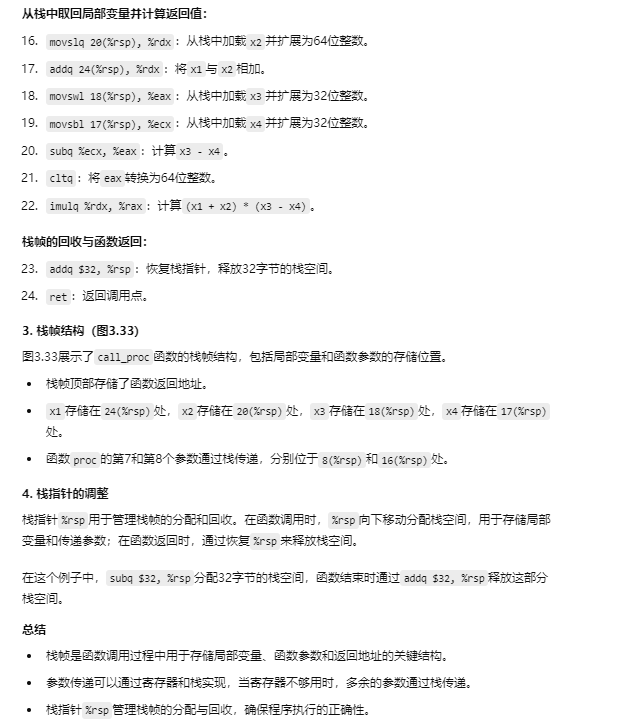 从栈中取回局部变量并计算返回值：
16. movslq 20(%rsp), %rdx：从栈中加载 x2 并扩展为64位整数。
17. addq 24(%rsp), %rdx：将 x1 与 x2 相加。
18. movswl 18(%rsp), %eax：从栈中加载 x3 并扩展为32位整数。
19. movsbl 17(%rsp), %ecx：从栈中加载 x4 并扩展为32位整数。
20. subq %ecx, %eax：计算 x3 - x4。
21. cltq：将 eax 转换为64位整数。
22. imulq %rdx, %rax：计算 (x1 + x2) * (x3 - x4)。
栈帧的回收与函数返回：
23. addq $32, %rsp：恢复栈指针，释放32字节的栈空间。
24. ret：返回调用点。
3. 栈帧结构（图3.33）
图3.33展示了 call_proc 函数的栈帧结构，包括局部变量和函数参数的存储位置。
• 栈帧顶部存储了函数返回地址。
• x1 存储在 24(%rsp) 处，x2 存储在 20(%rsp) 处，x3 存储在 18(%rsp) 处，x4 存储在 17(%rsp)
处。
• 函数 proc 的第7和第8个参数通过栈传递，分别位于 8(%rsp) 和 16(%rsp) 处。
4. 栈指针的调整
栈指针 %rsp 用于管理栈帧的分配和回收。在函数调用时，%rsp 向下移动分配栈空间，用于存储局部
变量和传递参数；在函数返回时，通过恢复 %rsp 来释放栈空间。
在这个例子中，subq $32, %rsp 分配32字节的栈空间，函数结束时通过 addq $32, %rsp 释放这部分
栈空间。
总结
• 栈帧是函数调用过程中用于存储局部变量、函数参数和返回地址的关键结构。
• 参数传递可以通过寄存器和栈实现，当寄存器不够用时，多余的参数通过栈传递。
• 栈指针 %rsp 管理栈帧的分配与回收，确保程序执行的正确性。